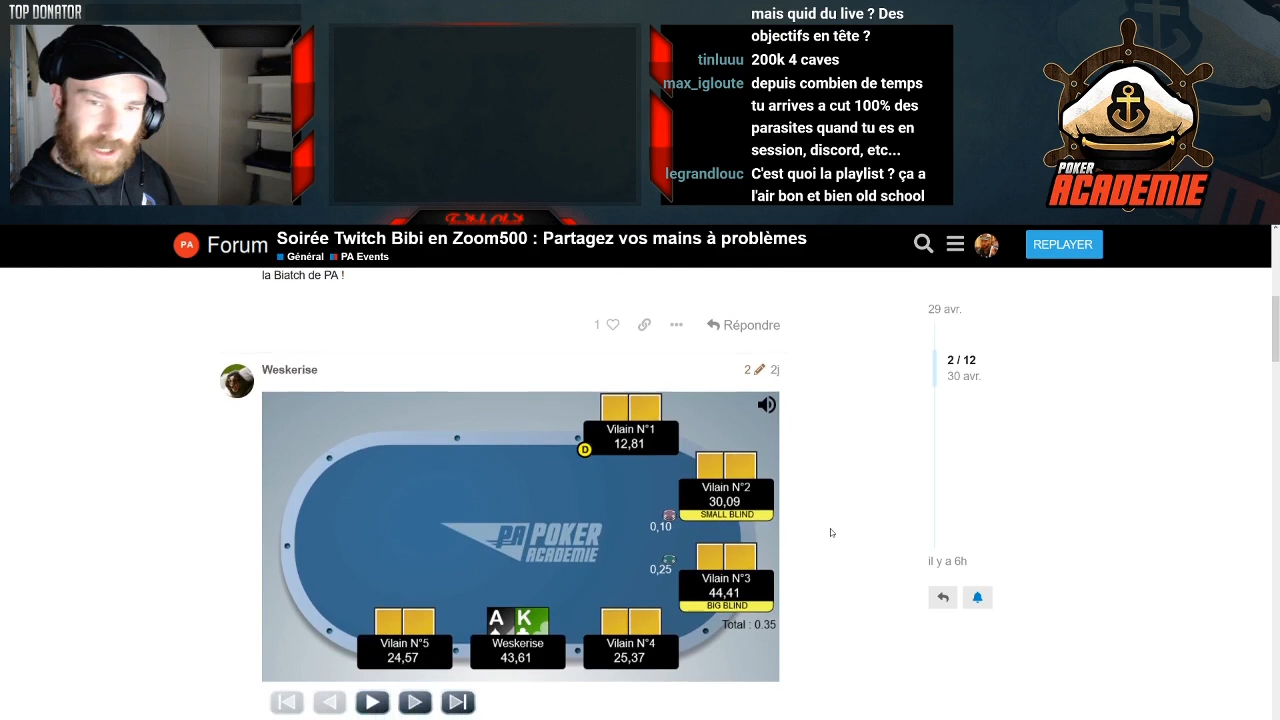 TOP DONATOR
mais quid du live ? Des
objectifs en tête ?
tinluuu 200k 4 caves
max_igloute depuis combien de temps
tu arrives a cut 100% des
parasites quand tu es en
session, discord, etc...
legrandlouc C'est quoi la playlist ? ça a
l'air bon et bien old school
POKER
ACADEMIE
PA Forum
Soirée Twitch Bibi en Zoom500 : Partagez vos mains à problèmes
Général PA Events
REPLAYER
la Biatch de PA !
1
Répondre
29 avr.
2 / 12
30 avr.
il y a 6h
Weskerise
2 2j
Vilain N°1
12,81
D
Vilain N°2
30,09
SMALL BLIND
0,10
PA POKER
ACADEMIE
0,25
Vilain N°3
44,41
BIG BLIND
Total : 0.35
A K
Vilain N°5
24,57
Weskerise
43,61
Vilain N°4
25,37